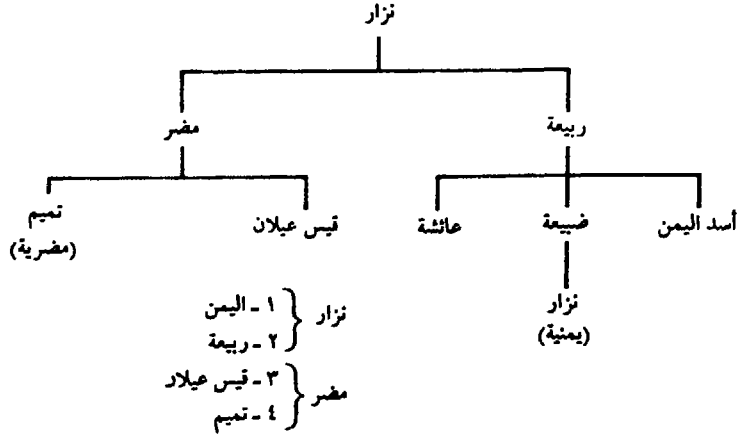 نزار
ربيعة
مضر
أسد اليمن
ضبيعة
عائشة
قيس عيلان
تميم
(مضرية)
نزار
(يمنية)
نزار
١ ـ اليمن
٢ ـ ربيعة
مضر
٣ ـ قيس عيلار
٤ ـ تميم